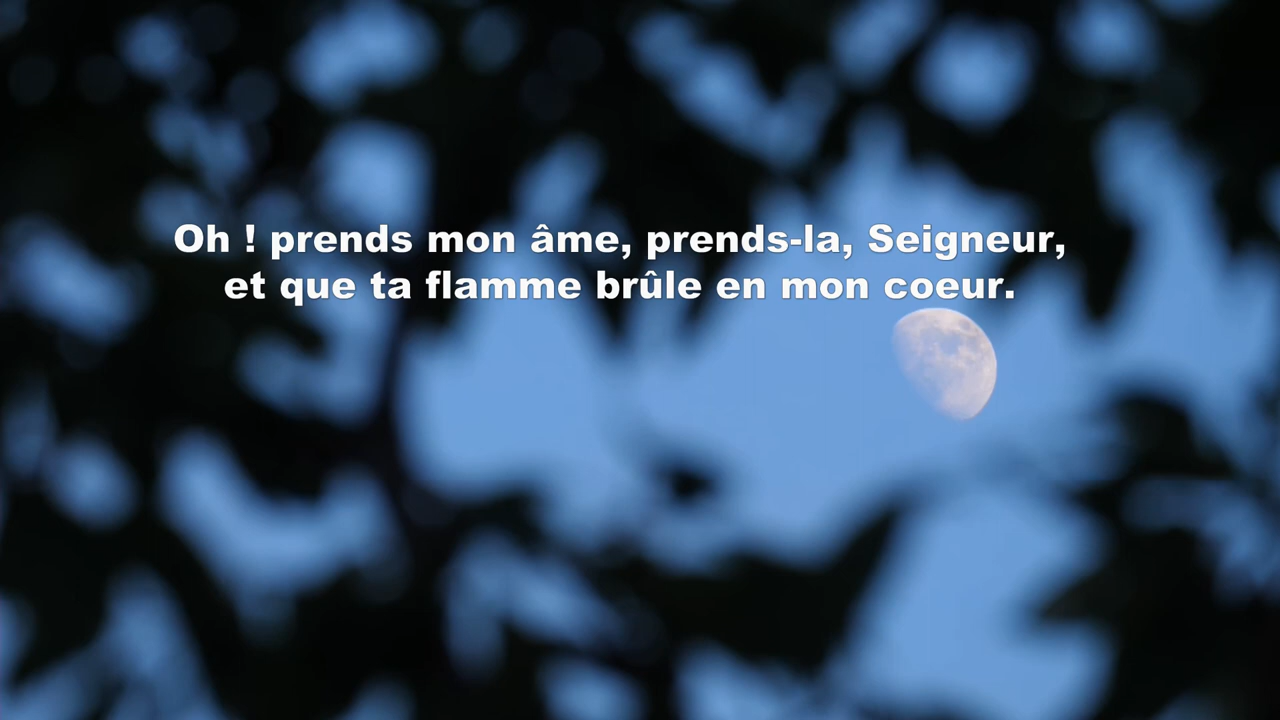 Oh ! prends mon âme, prends-la, Seigneur,
et que ta flamme brûle en mon coeur.